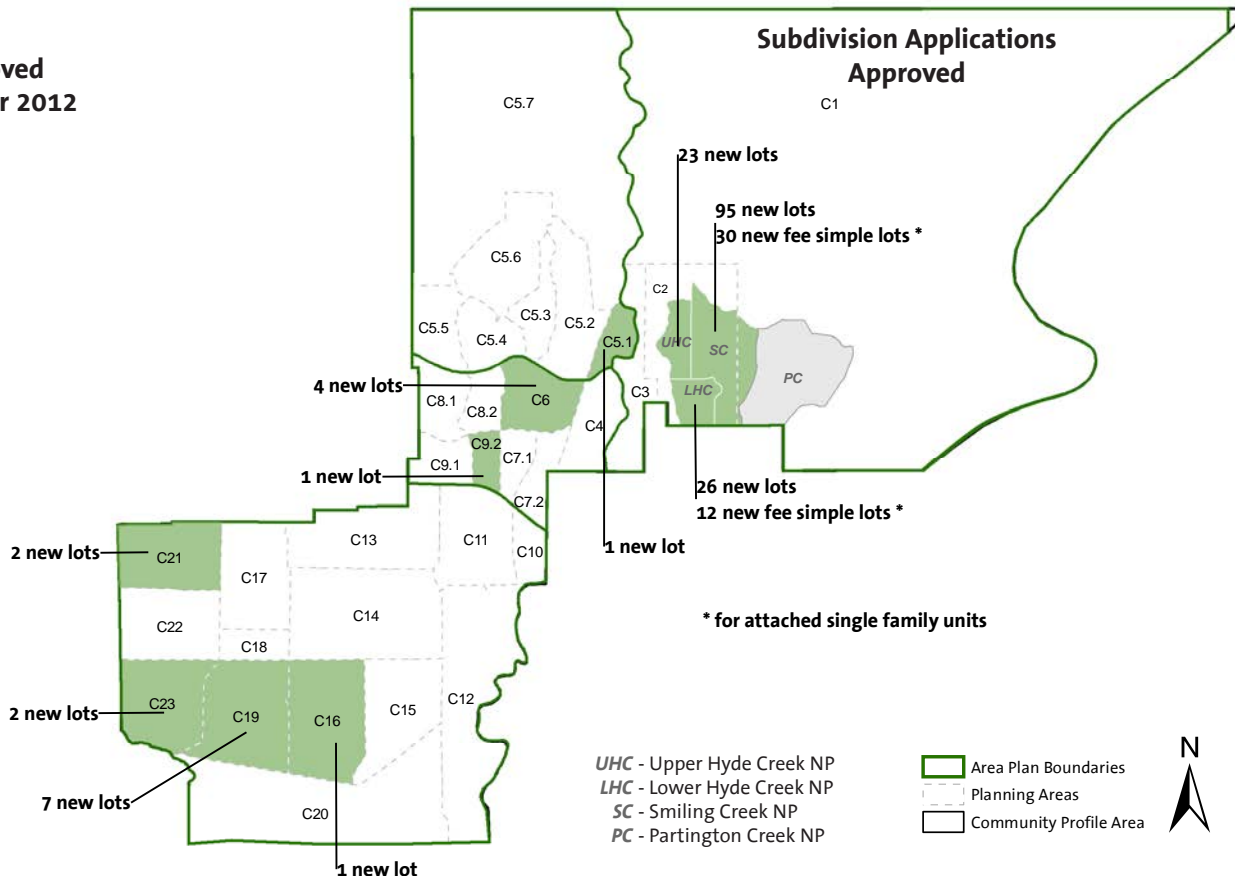 Subdivision Applications
Approved
oved
r 2012
C1
C5.7
23 new lots
95 new lots
30 new fee simple lots *
C5.6
C2
C5.3
C5.2
C5.5
C5.4
C5.1
UHC
SC
PC
4 new lots
C8.1
C8.2
C6
C3
LHC
C4
C9.2
C9.1
C7.1
1 new lot
26 new lots
12 new fee simple lots *
C7.2
1 new lot
2 new lots
C21
C17
C13
C11
C10
C22
C18
C14
* for attached single family units
2 new lots
C23
C19
C16
C15
C12
7 new lots
C20
1 new lot
UHC - Upper Hyde Creek NP
LHC - Lower Hyde Creek NP
SC - Smiling Creek NP
PC - Partington Creek NP
Area Plan Boundaries
Planning Areas
Community Profile Area
N